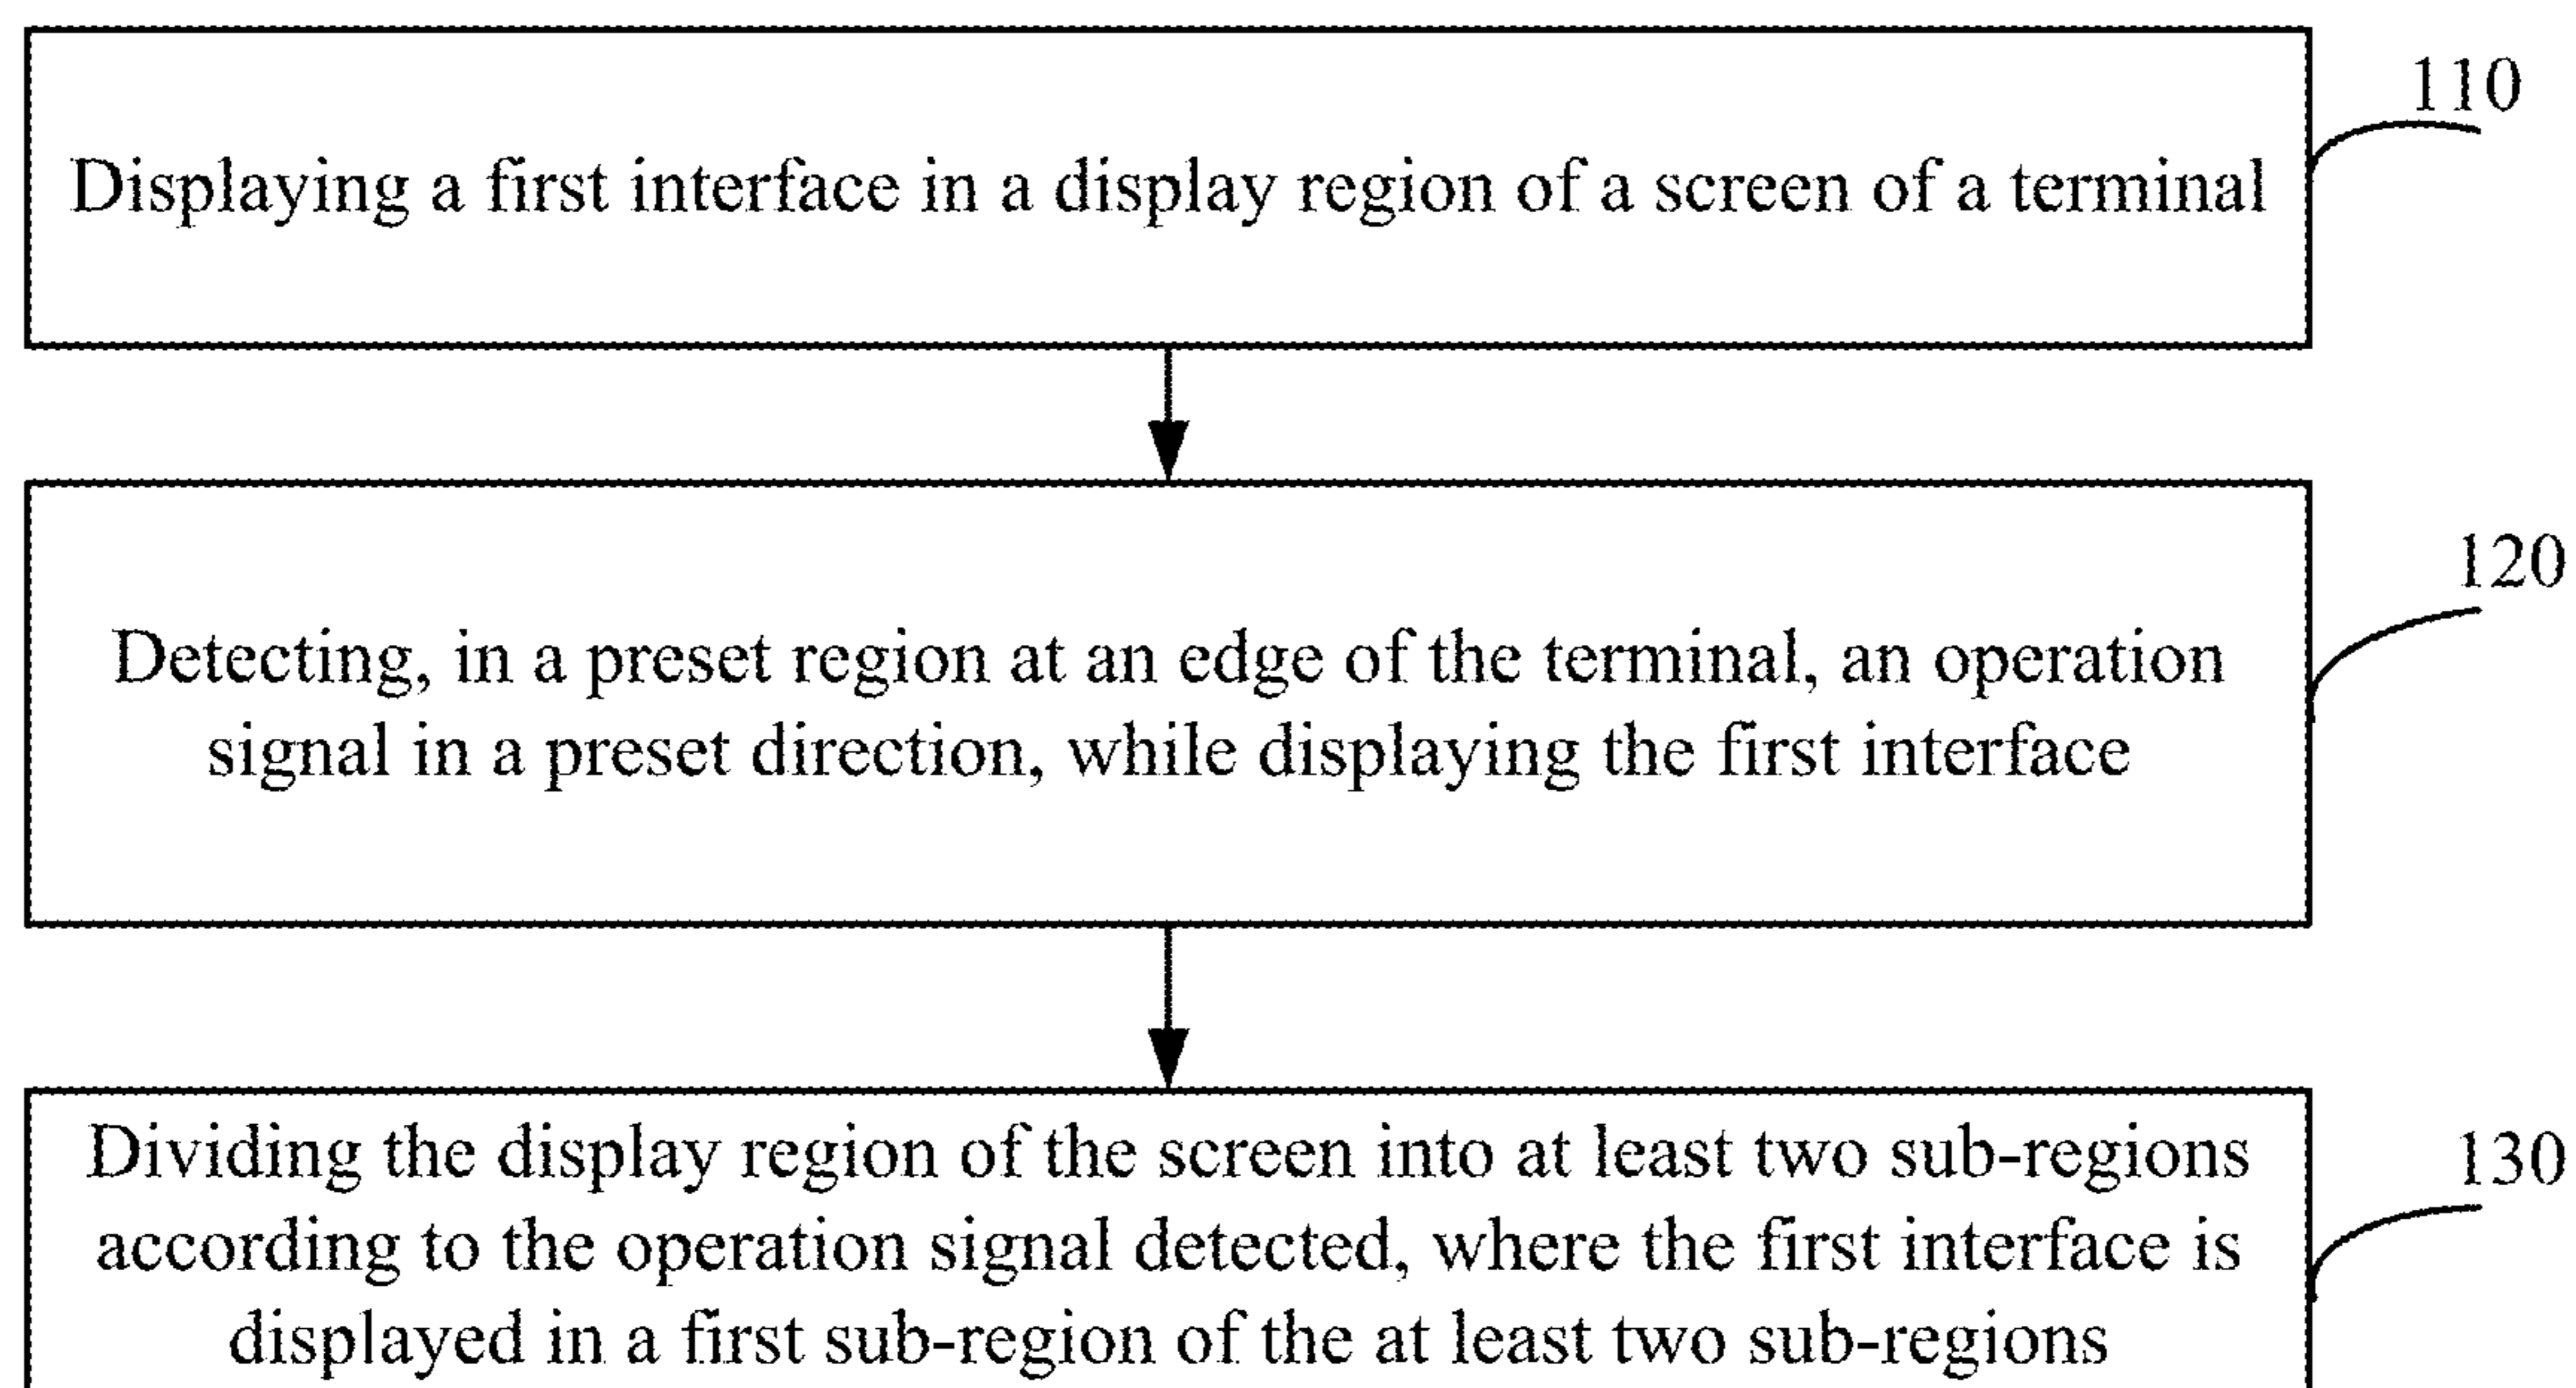 110
Displaying a first interface in a display region of a screen of a terminal
120
Detecting, in a preset region at an edge of the terminal, an operation
signal in a preset direction, while displaying the first interface
130
Dividing the display region of the screen into at least two sub-regions
according to the operation signal detected, where the first interface is
displayed in a first sub-region of the at least two sub-regions